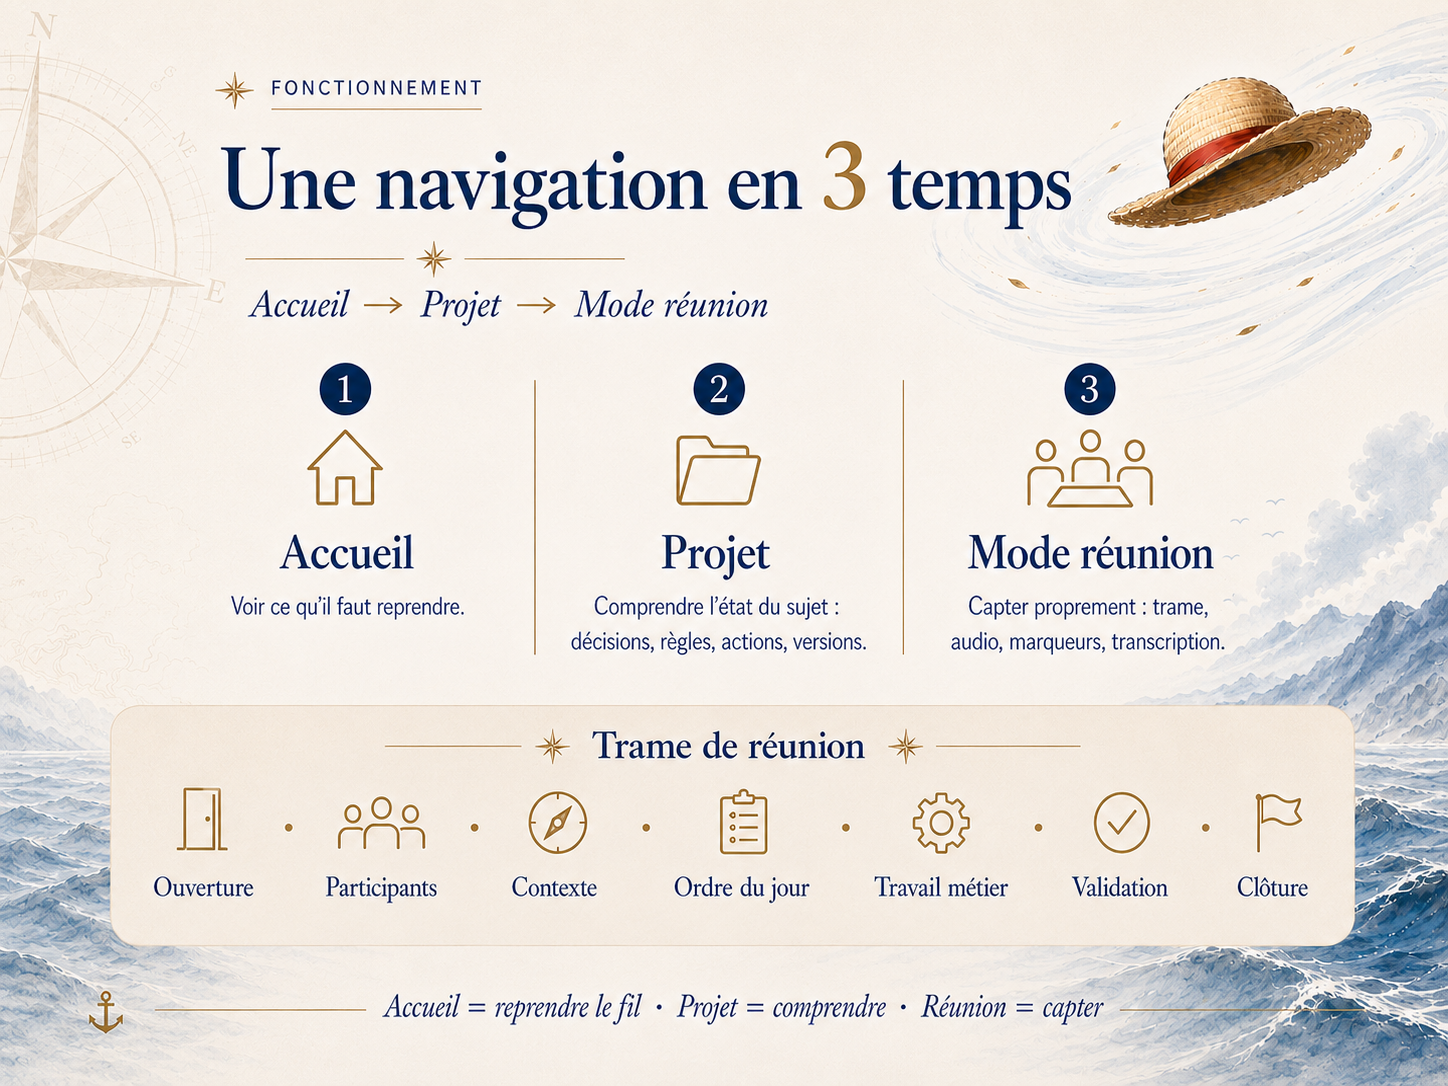 N
NE
E
SE
FONCTIONNEMENT
Une navigation en 3 temps
Accueil → Projet → Mode réunion
1
Accueil
Voir ce qu’il faut reprendre.
2
Projet
Comprendre l’état du sujet :
décisions, règles, actions, versions.
3
Mode réunion
Capter proprement : trame,
audio, marqueurs, transcription.
Trame de réunion
Ouverture • Participants • Contexte • Ordre du jour • Travail métier • Validation • Clôture
Accueil = reprendre le fil • Projet = comprendre • Réunion = capter